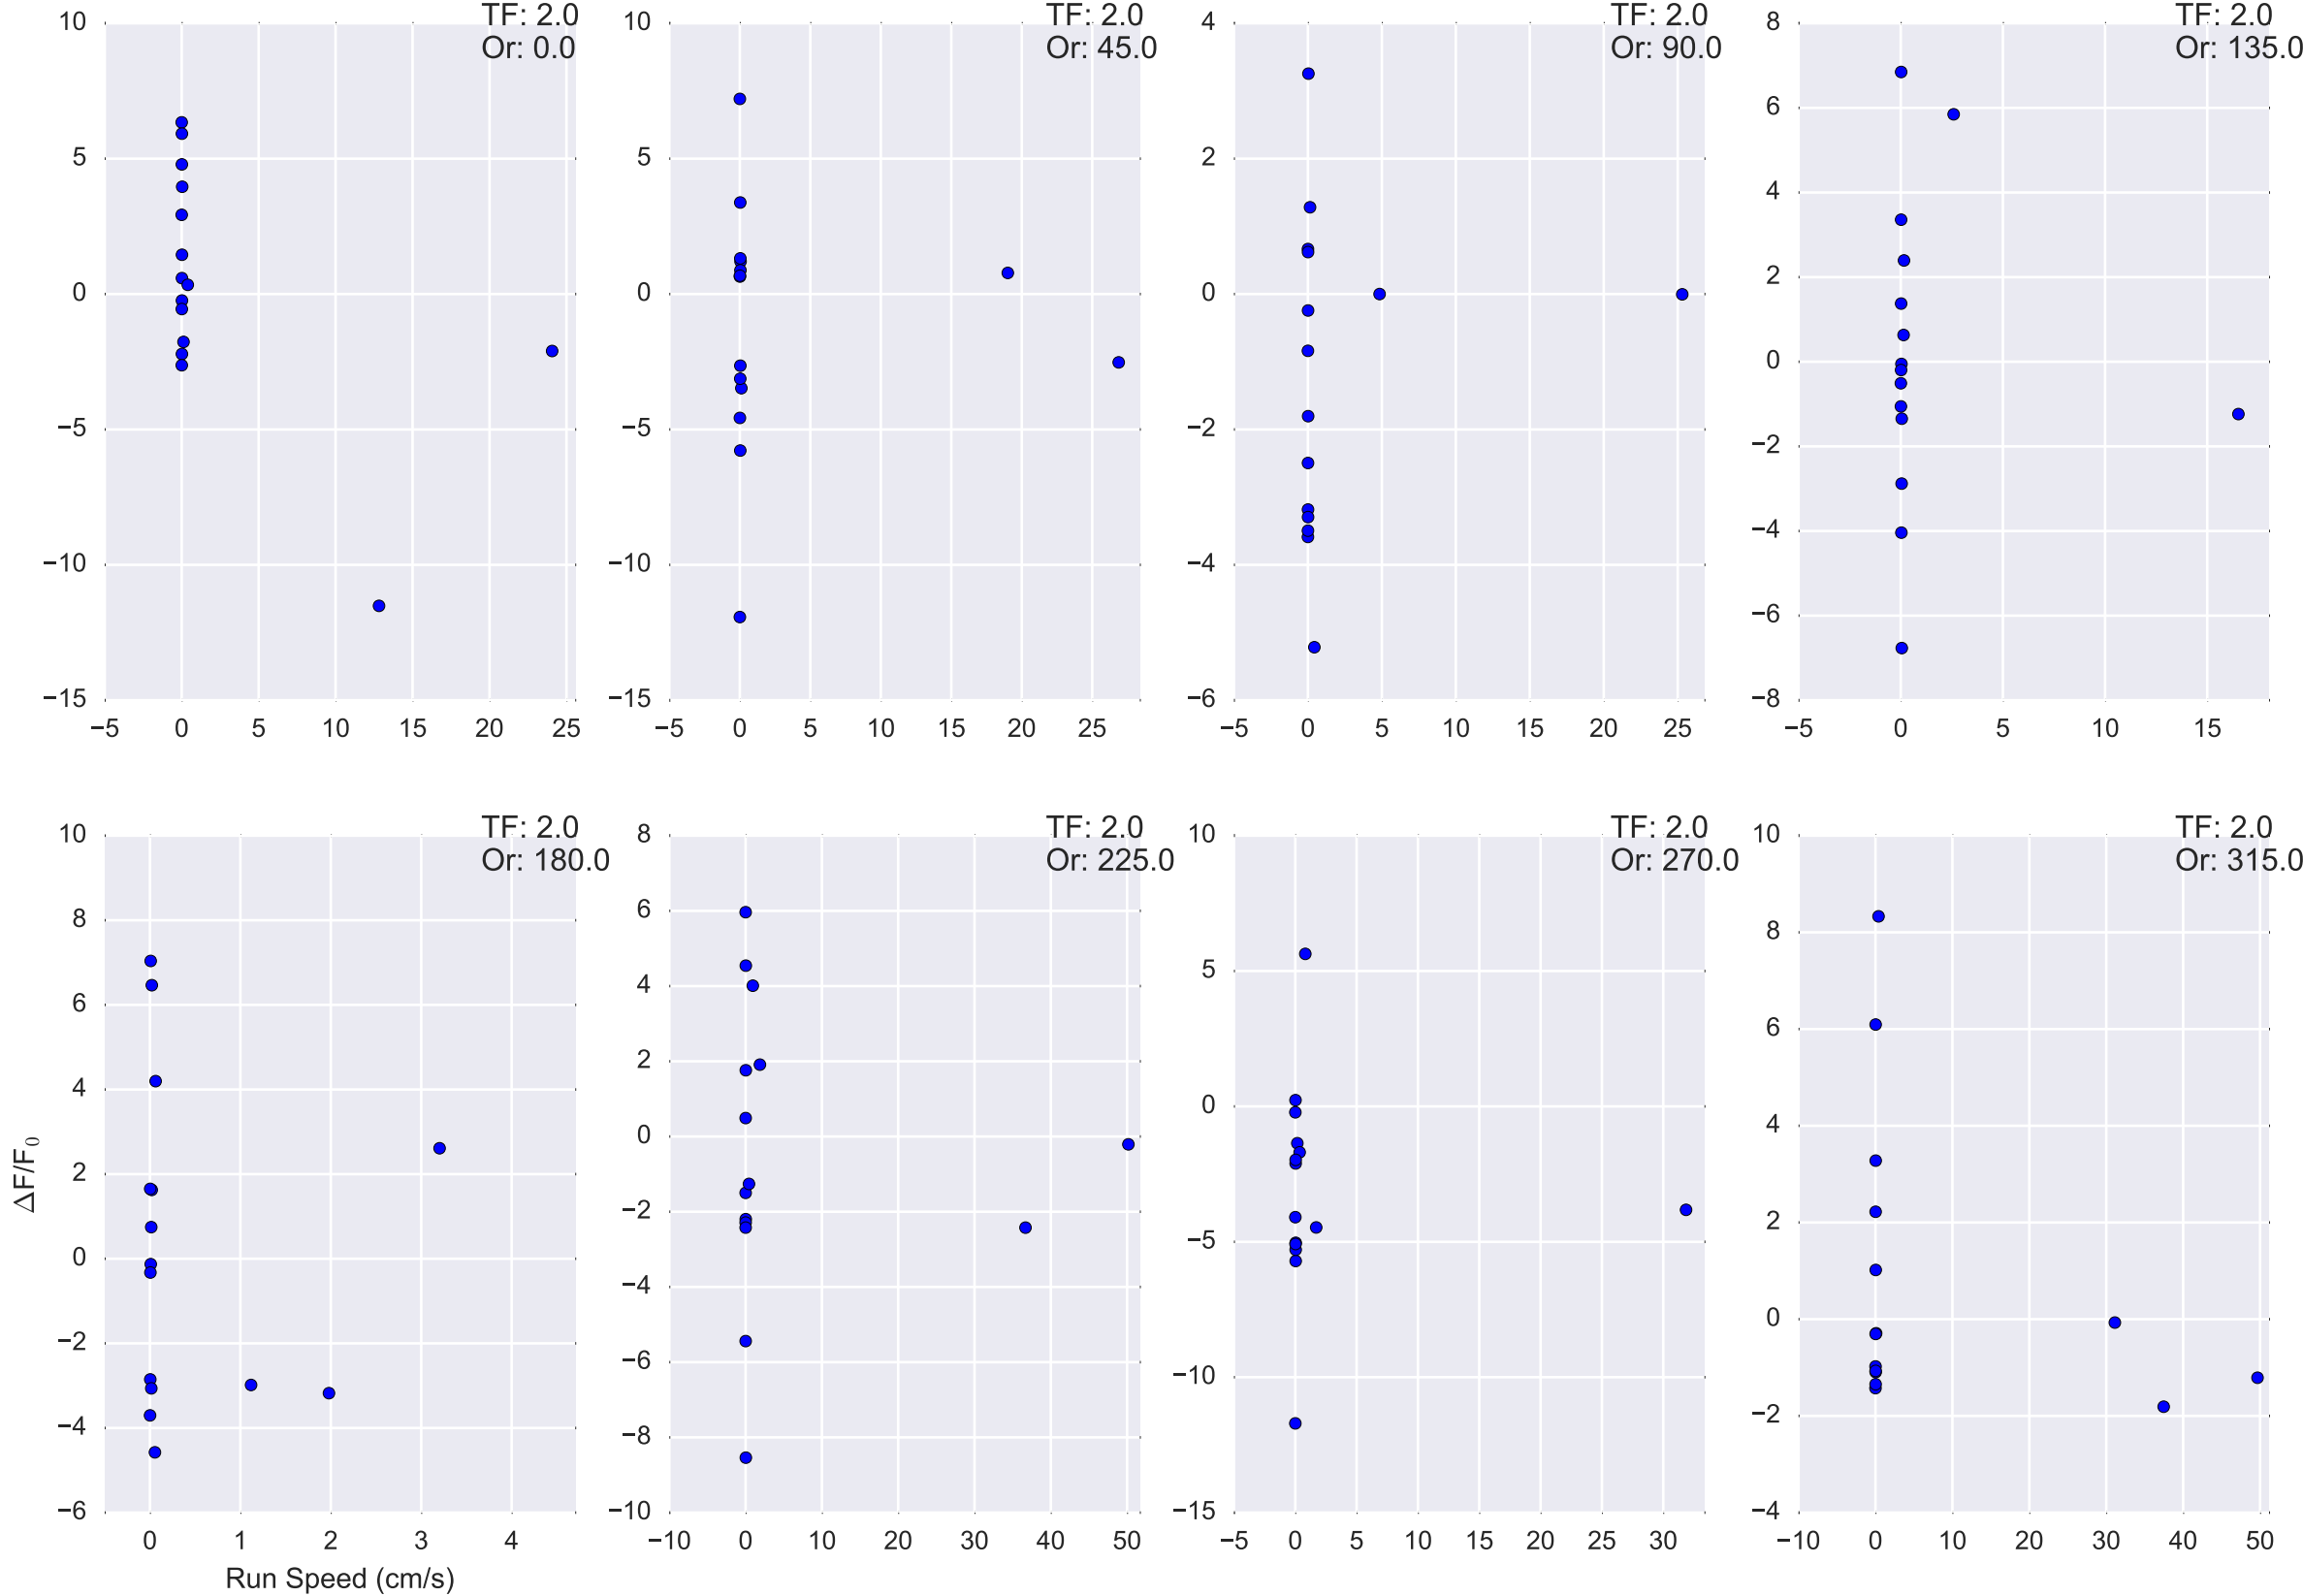 TF: 2.0
Or: 0.0
10
5
0
−5
−10
−15
−5 0 5 10 15 20 25
TF: 2.0
Or: 45.0
10
5
0
−5
−10
−15
−5 0 5 10 15 20 25
TF: 2.0
Or: 90.0
4
2
0
−2
−4
−6
−5 0 5 10 15 20 25
TF: 2.0
Or: 135.0
8
6
4
2
0
−2
−4
−6
−8
−5 0 5 10 15
TF: 2.0
Or: 180.0
10
8
6
4
2
0
−2
−4
−6
0 1 2 3 4
ΔF/F₀
Run Speed (cm/s)
TF: 2.0
Or: 225.0
8
6
4
2
0
−2
−4
−6
−8
−10
−10 0 10 20 30 40 50
TF: 2.0
Or: 270.0
10
5
0
−5
−10
−15
−5 0 5 10 15 20 25 30
TF: 2.0
Or: 315.0
10
8
6
4
2
0
−2
−4
−10 0 10 20 30 40 50